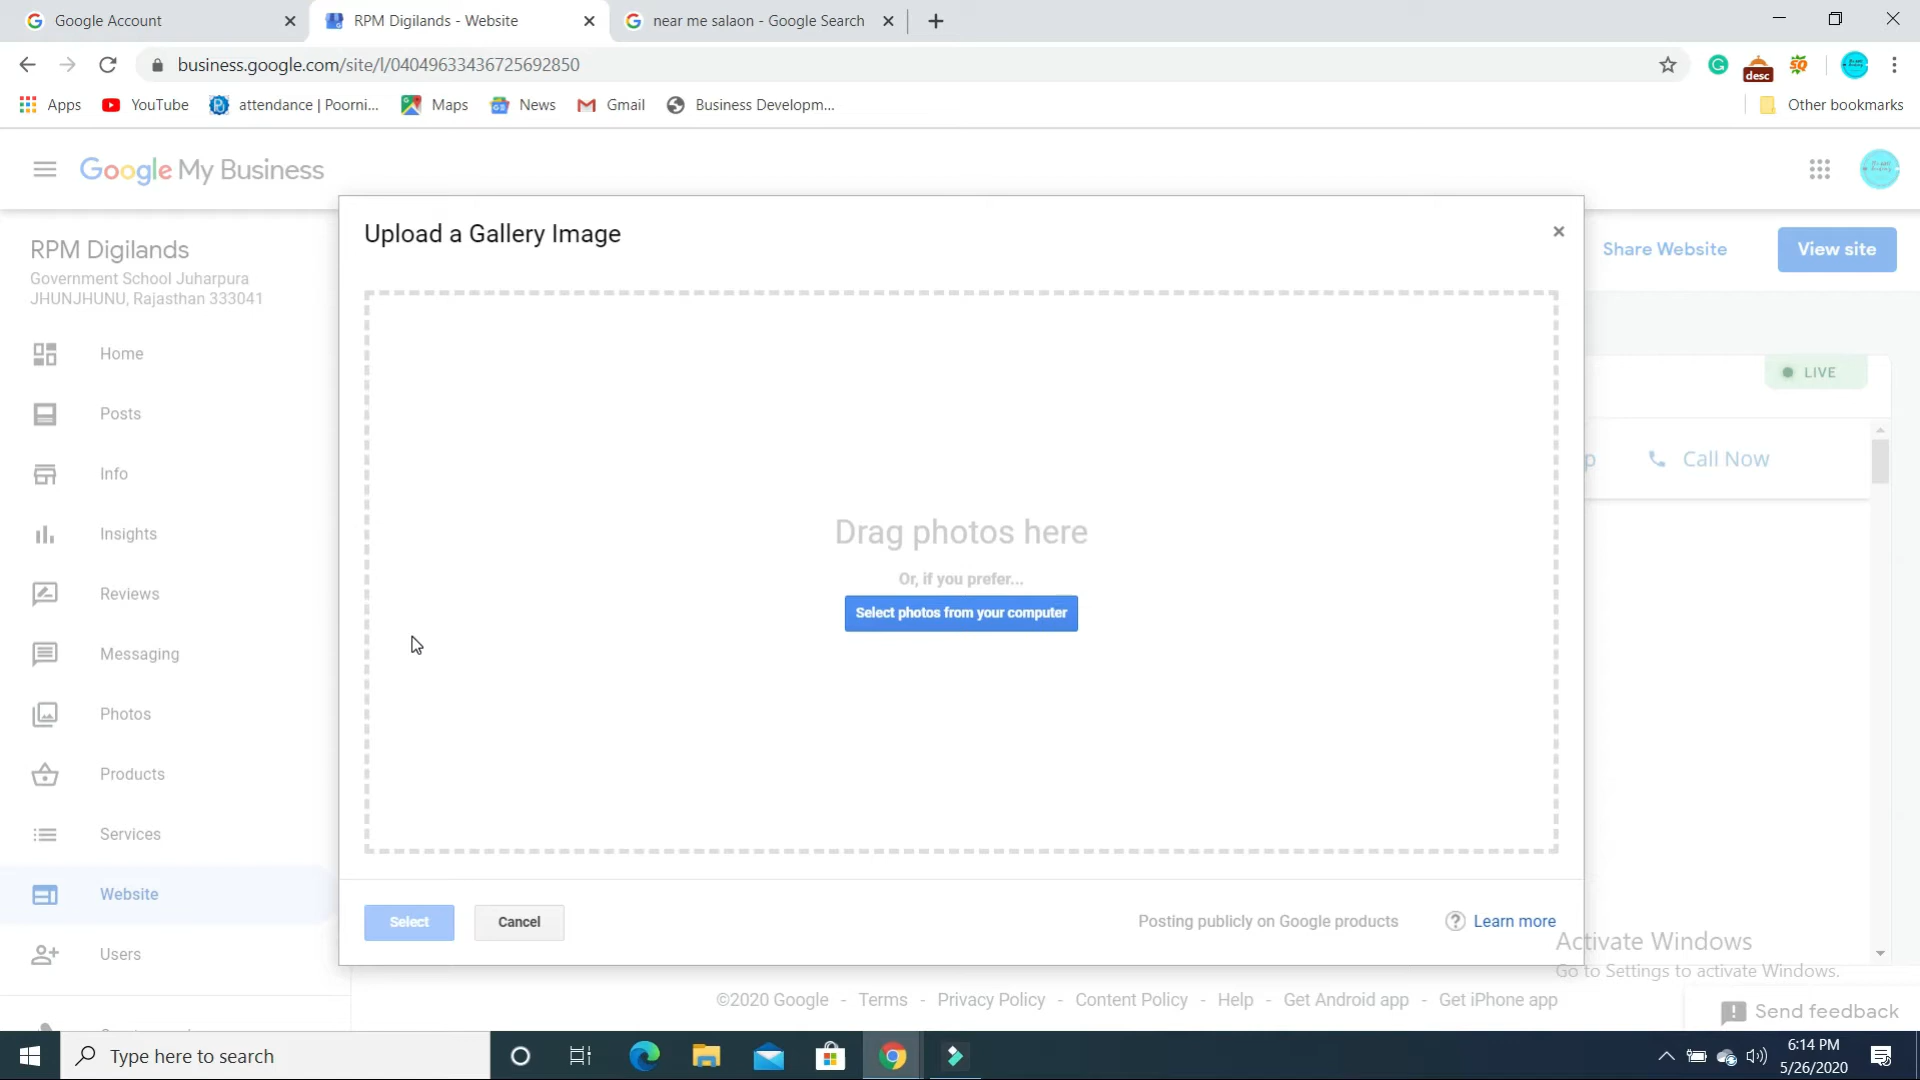 Google Account
RPM Digilands - Website
near me salaon - Google Search
business.google.com/site/l/04049633436725692850
desc
SQ
Apps
YouTube
attendance | Poorni...
Maps
News
Gmail
Business Developm...
Other bookmarks
Google My Business
RPM Digilands
Government School Juharpura
JHUNJHUNU, Rajasthan 333041
Home
Posts
Info
Insights
Reviews
Messaging
Photos
Products
Services
Website
Users
Upload a Gallery Image
Drag photos here
Or, if you prefer...
Select photos from your computer
Select
Cancel
Posting publicly on Google products
Learn more
Share Website
View site
LIVE
Call Now
Activate Windows
Go to Settings to activate Windows.
©2020 Google - Terms - Privacy Policy - Content Policy - Help - Get Android app - Get iPhone app
Send feedback
Type here to search
6:14 PM
5/26/2020